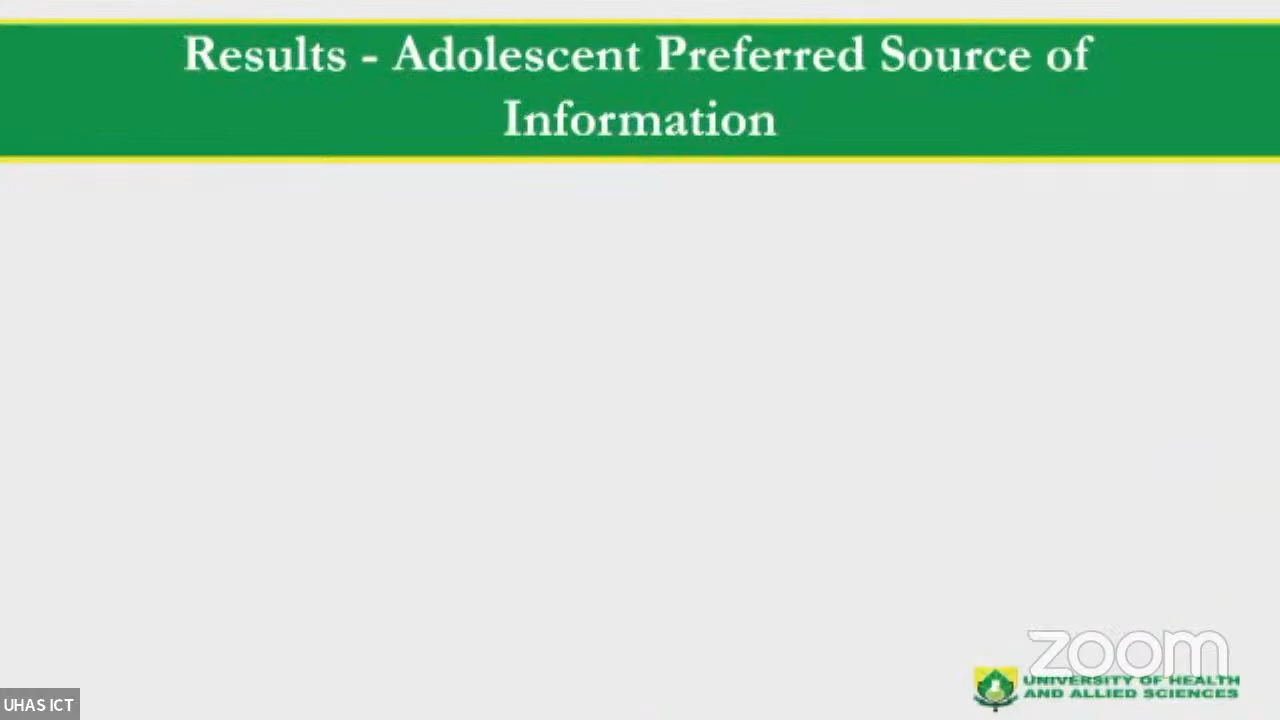 Results - Adolescent Preferred Source of
Information
zoom
UNIVERSITY OF HEALTH
AND ALLIED SCIENCES
UHAS ICT